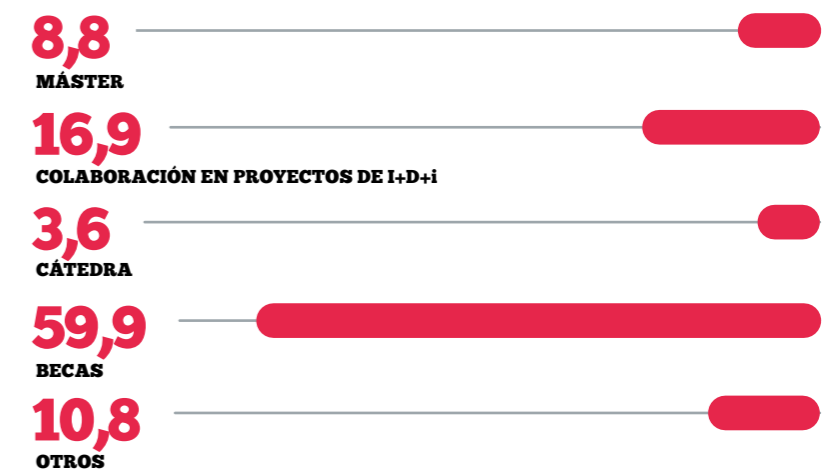 8,8
MÁSTER
16,9
COLABORACIÓN EN PROYECTOS DE I+D+i
3,6
CÁTEDRA
59,9
BECAS
10,8
OTROS